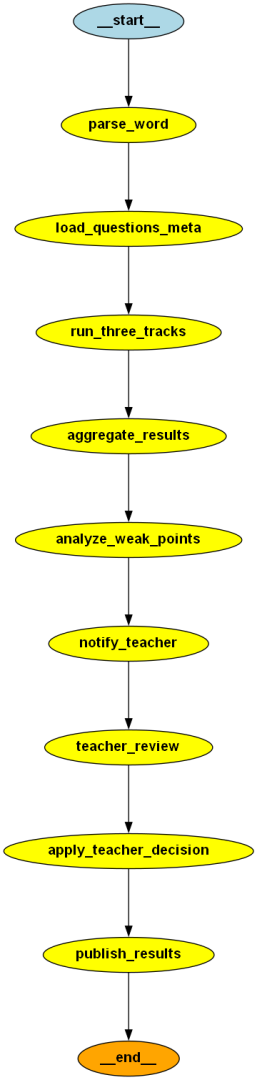 __start__
parse_word
load_questions_meta
run_three_tracks
aggregate_results
analyze_weak_points
notify_teacher
teacher_review
apply_teacher_decision
publish_results
__end__